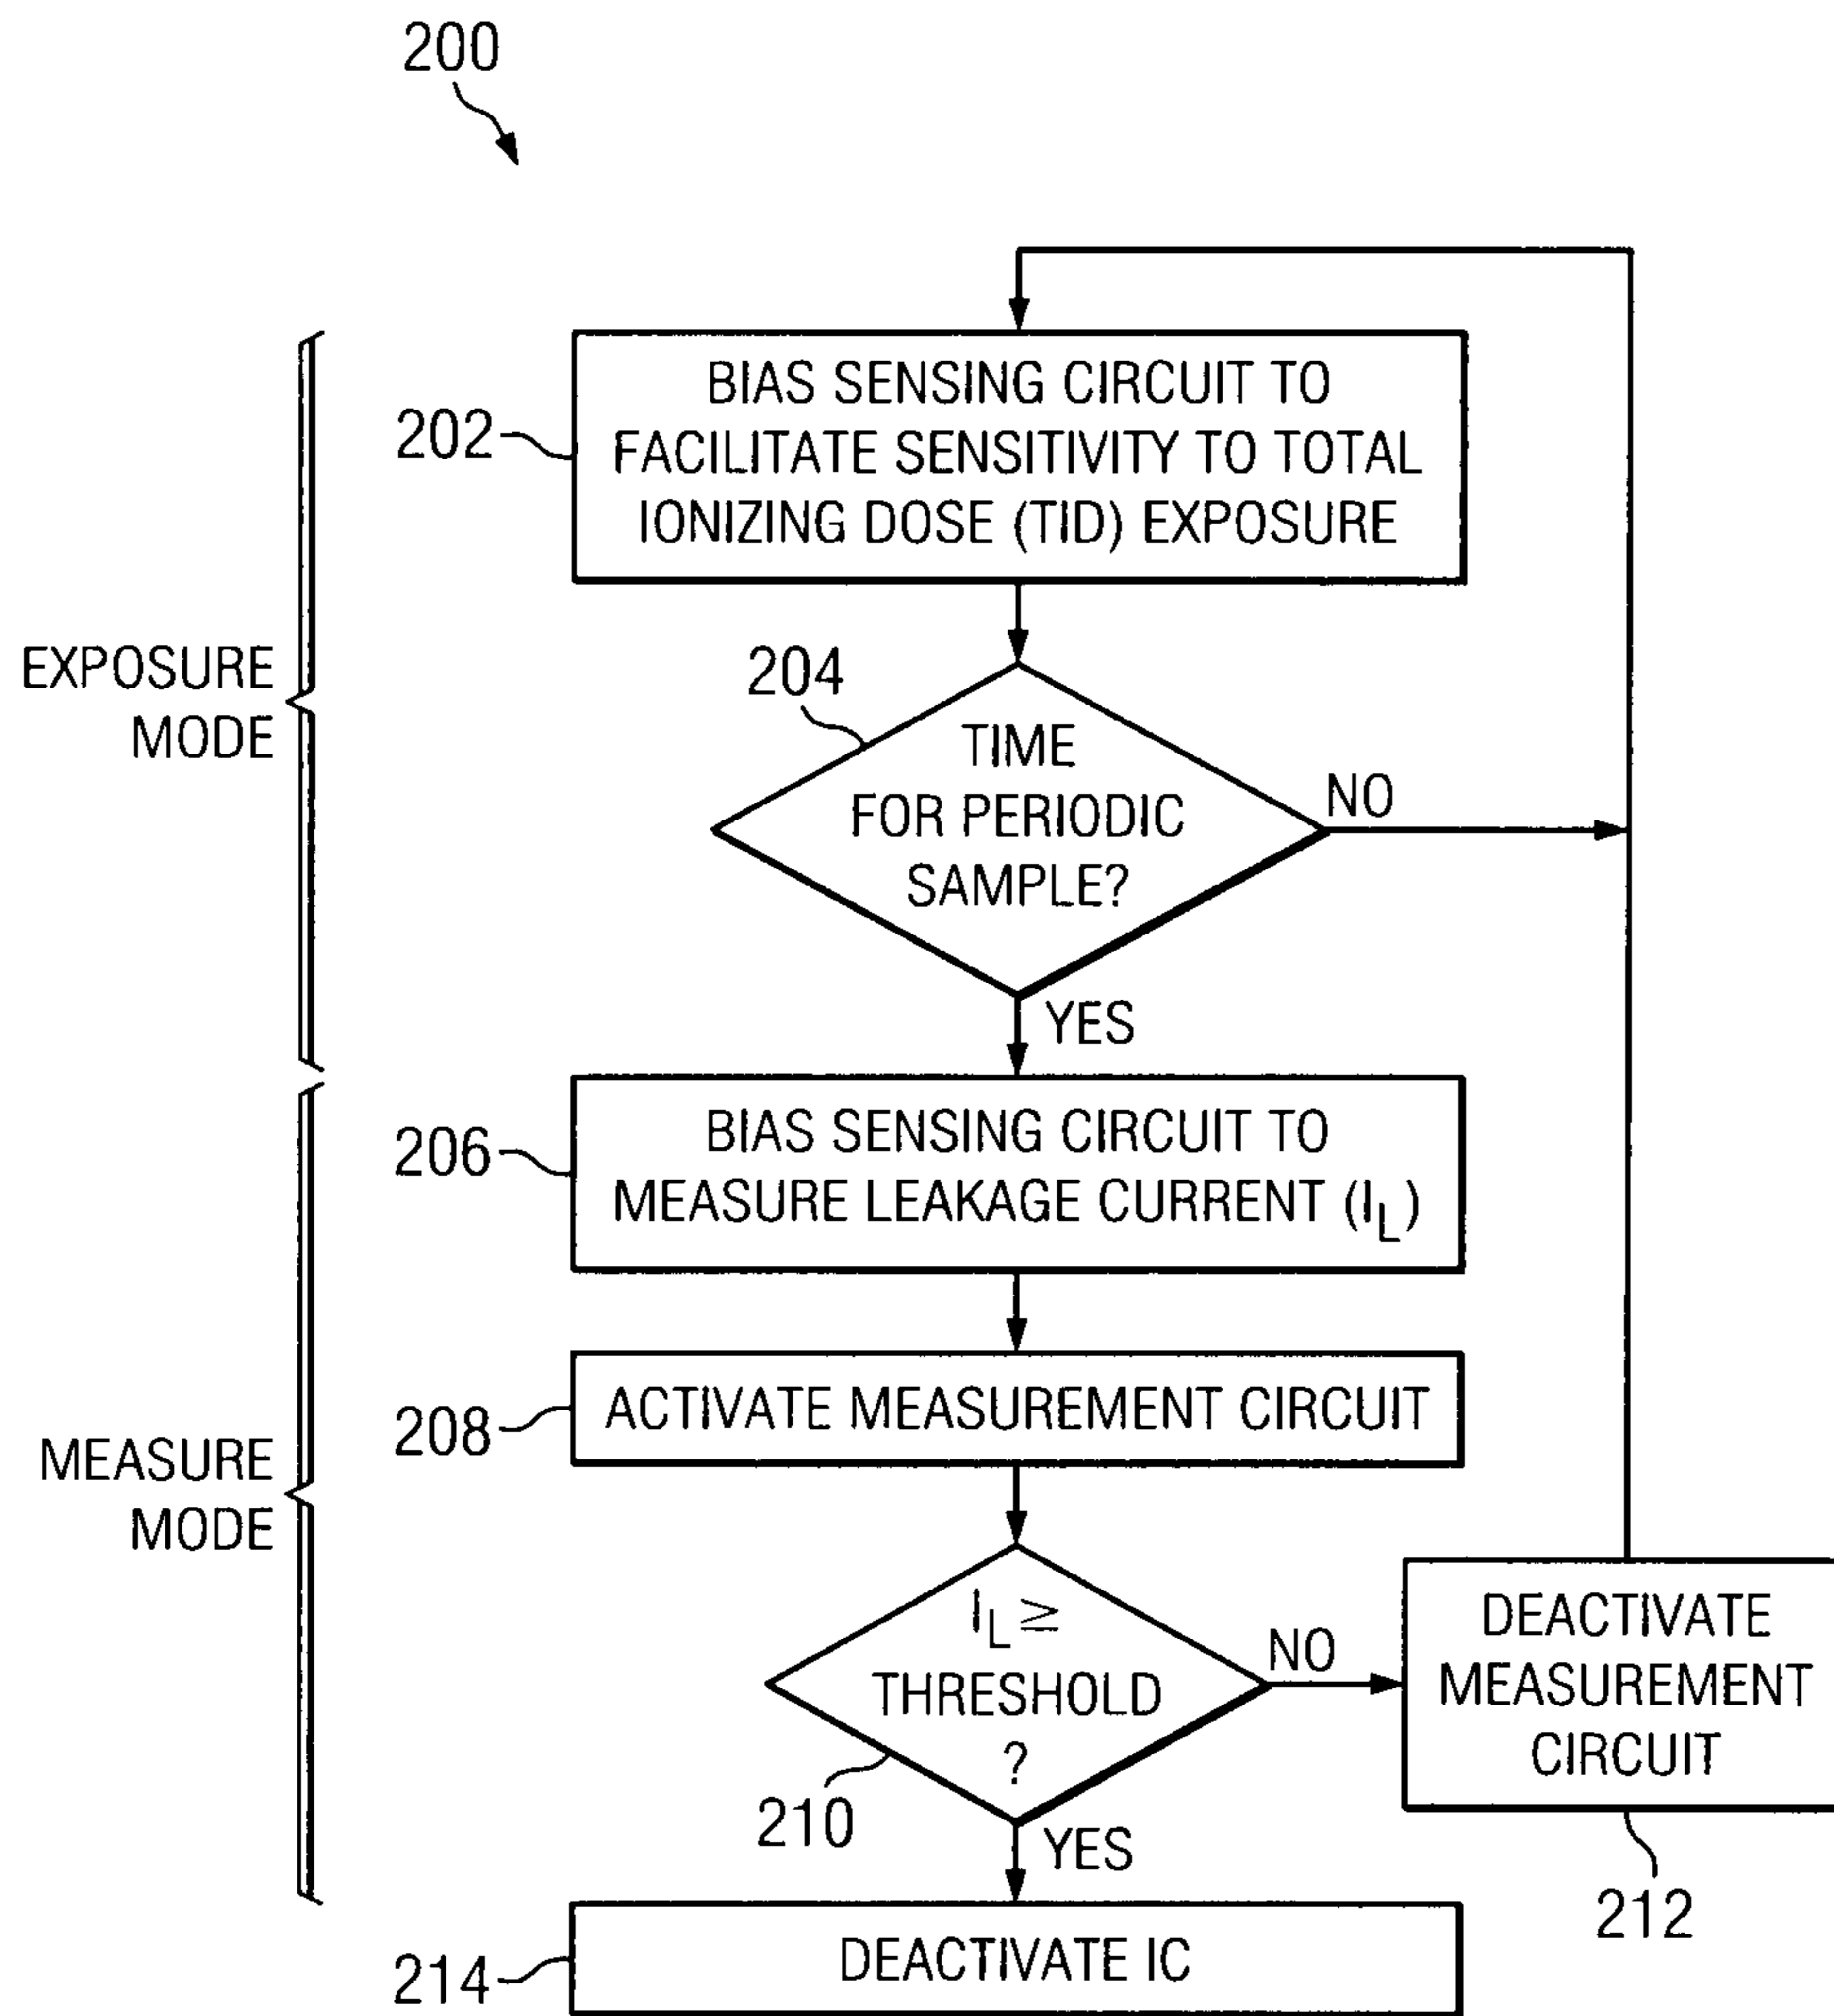 200
BIAS SENSING CIRCUIT TO
FACILITATE SENSITIVITY TO TOTAL
IONIZING DOSE (TID) EXPOSURE
202
EXPOSURE
MODE
204
TIME
FOR PERIODIC
SAMPLE?
NO
YES
BIAS SENSING CIRCUIT TO
MEASURE LEAKAGE CURRENT (IL)
206
ACTIVATE MEASUREMENT CIRCUIT
208
MEASURE
MODE
IL ≥
THRESHOLD
?
210
NO
DEACTIVATE
MEASUREMENT
CIRCUIT
212
YES
DEACTIVATE IC
214